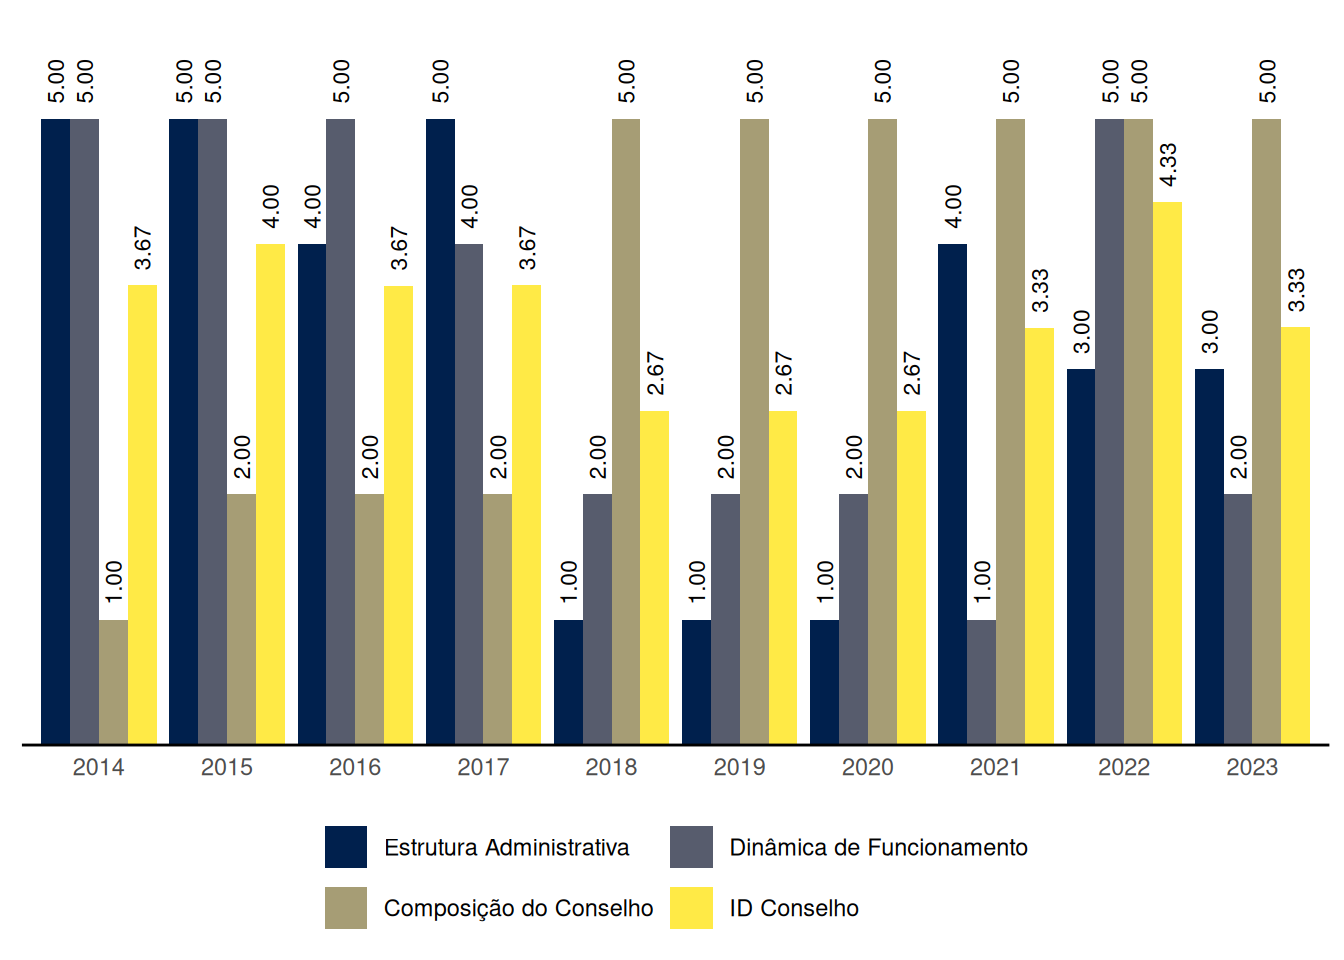 5.00 5.00 1.00 3.67
5.00 5.00 2.00 4.00
4.00 5.00 2.00 3.67
5.00 4.00 2.00 3.67
1.00 2.00 5.00 2.67
1.00 2.00 5.00 2.67
1.00 2.00 5.00 2.67
4.00 1.00 5.00 3.33
3.00 5.00 5.00 4.33
3.00 2.00 5.00 3.33
2014 2015 2016 2017 2018 2019 2020 2021 2022 2023
Estrutura Administrativa Dinâmica de Funcionamento
Composição do Conselho ID Conselho